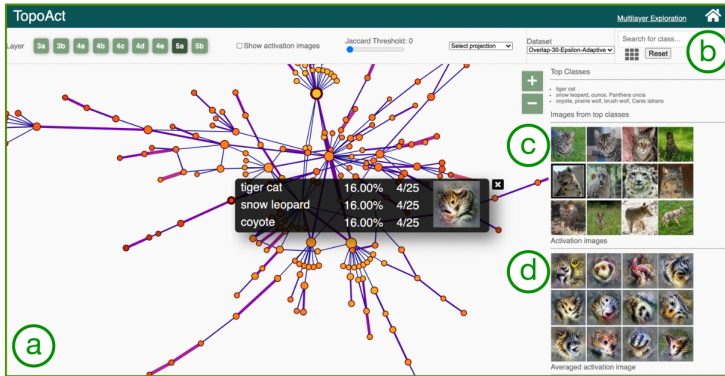 TopoAct
Multilayer Exploration
Layer 3a 3b 4a 4b 4c 4d 4e 5a 5b
Show activation images
Jaccard Threshold: 0
Select projection
Dataset
Overlap-30-Epsilon-Adaptive
Search for class...
Reset
b
+
−
Top Classes
tiger cat
snow leopard, ounce, Panthera uncia
coyote, prairie wolf, brush wolf, Canis latrans
Images from top classes
c
tiger cat 16.00% 4/25
snow leopard 16.00% 4/25
coyote 16.00% 4/25
Activation images
d
a
Averaged activation image